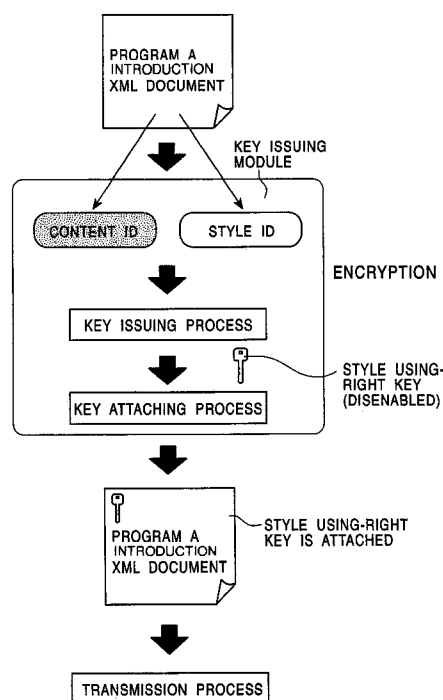 PROGRAM A
INTRODUCTION
XML DOCUMENT
KEY ISSUING
MODULE
CONTENT ID
STYLE ID
ENCRYPTION
KEY ISSUING PROCESS
STYLE USING-
RIGHT KEY
(DISENABLED)
KEY ATTACHING PROCESS
PROGRAM A
INTRODUCTION
XML DOCUMENT
STYLE USING-RIGHT
KEY IS ATTACHED
TRANSMISSION PROCESS